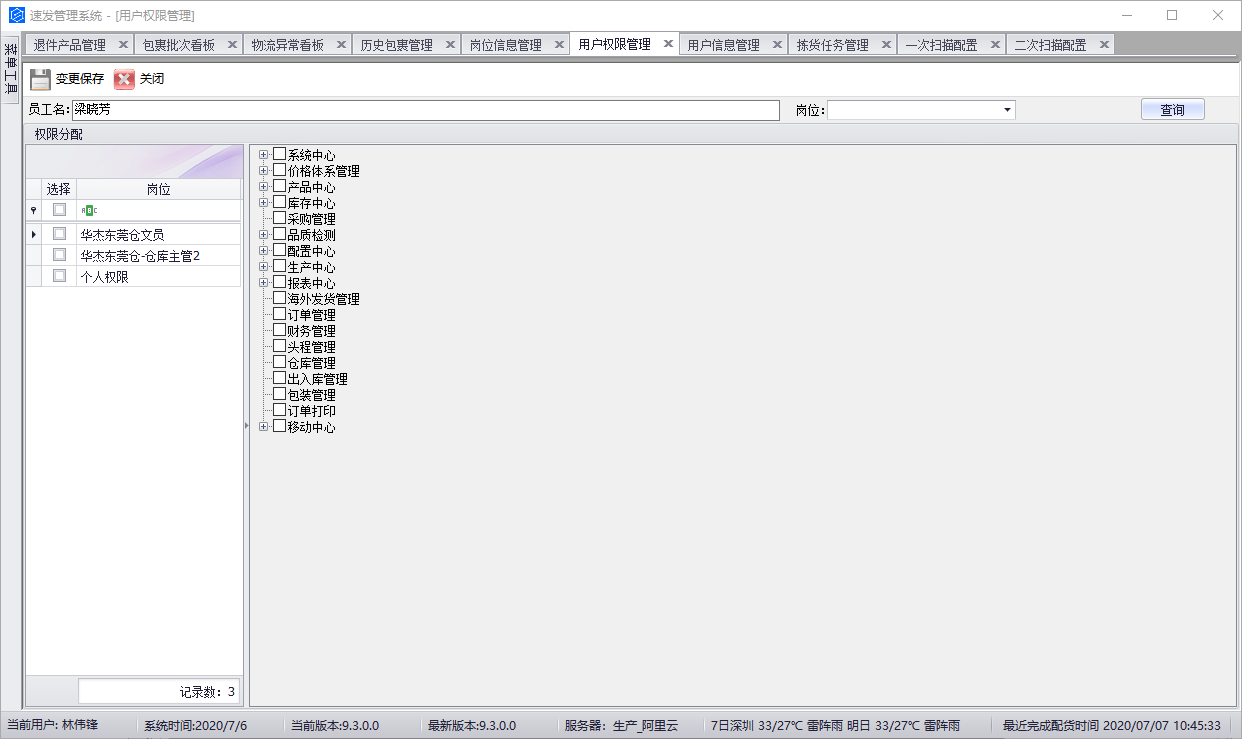 速发管理系统 - [用户权限管理]
退件产品管理 包裹批次看板 物流异常看板 历史包裹管理 岗位信息管理 用户权限管理 用户信息管理 拣货任务管理 一次扫描配置 二次扫描配置
菜单工具
变更保存 关闭
员工名: 梁晓芳 岗位: 查询
权限分配
选择 岗位
ABC
华杰东莞仓文员
华杰东莞仓-仓库主管2
个人权限
记录数: 3
系统中心
价格体系管理
产品中心
库存中心
采购管理
品质检测
配置中心
生产中心
报表中心
海外发货管理
订单管理
财务管理
头程管理
仓库管理
出入库管理
包装管理
订单打印
移动中心
当前用户: 林伟锋 系统时间:2020/7/6 当前版本:9.3.0.0 最新版本:9.3.0.0 服务器: 生产_阿里云 7日深圳 33/27℃ 雷阵雨 明日 33/27℃ 雷阵雨 最近完成配货时间 2020/07/07 10:45:33